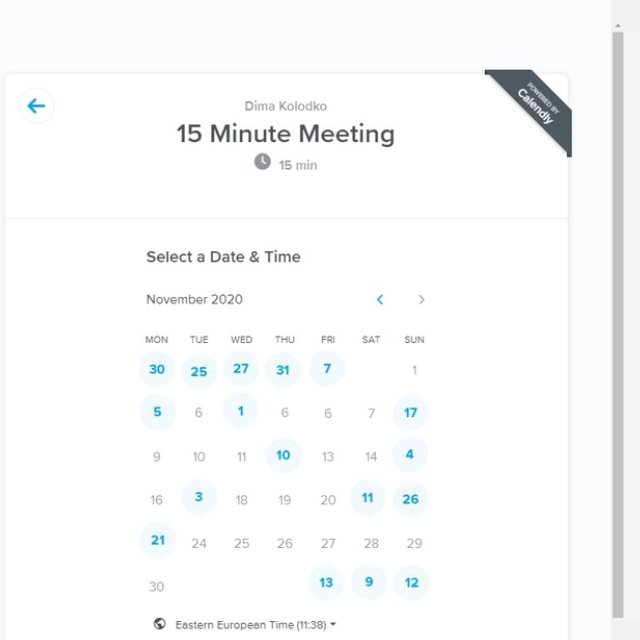 Dima Kolodko
POWERED BY
Calendly
15 Minute Meeting
15 min
Select a Date & Time
November 2020
MON TUE WED THU FRI SAT SUN
30 25 27 31 7 1
5 6 1 6 6 7 17
9 10 11 10 13 14 4
16 3 18 19 20 11 26
21 24 25 26 27 28 29
30 13 9 12
Eastern European Time (11:38)